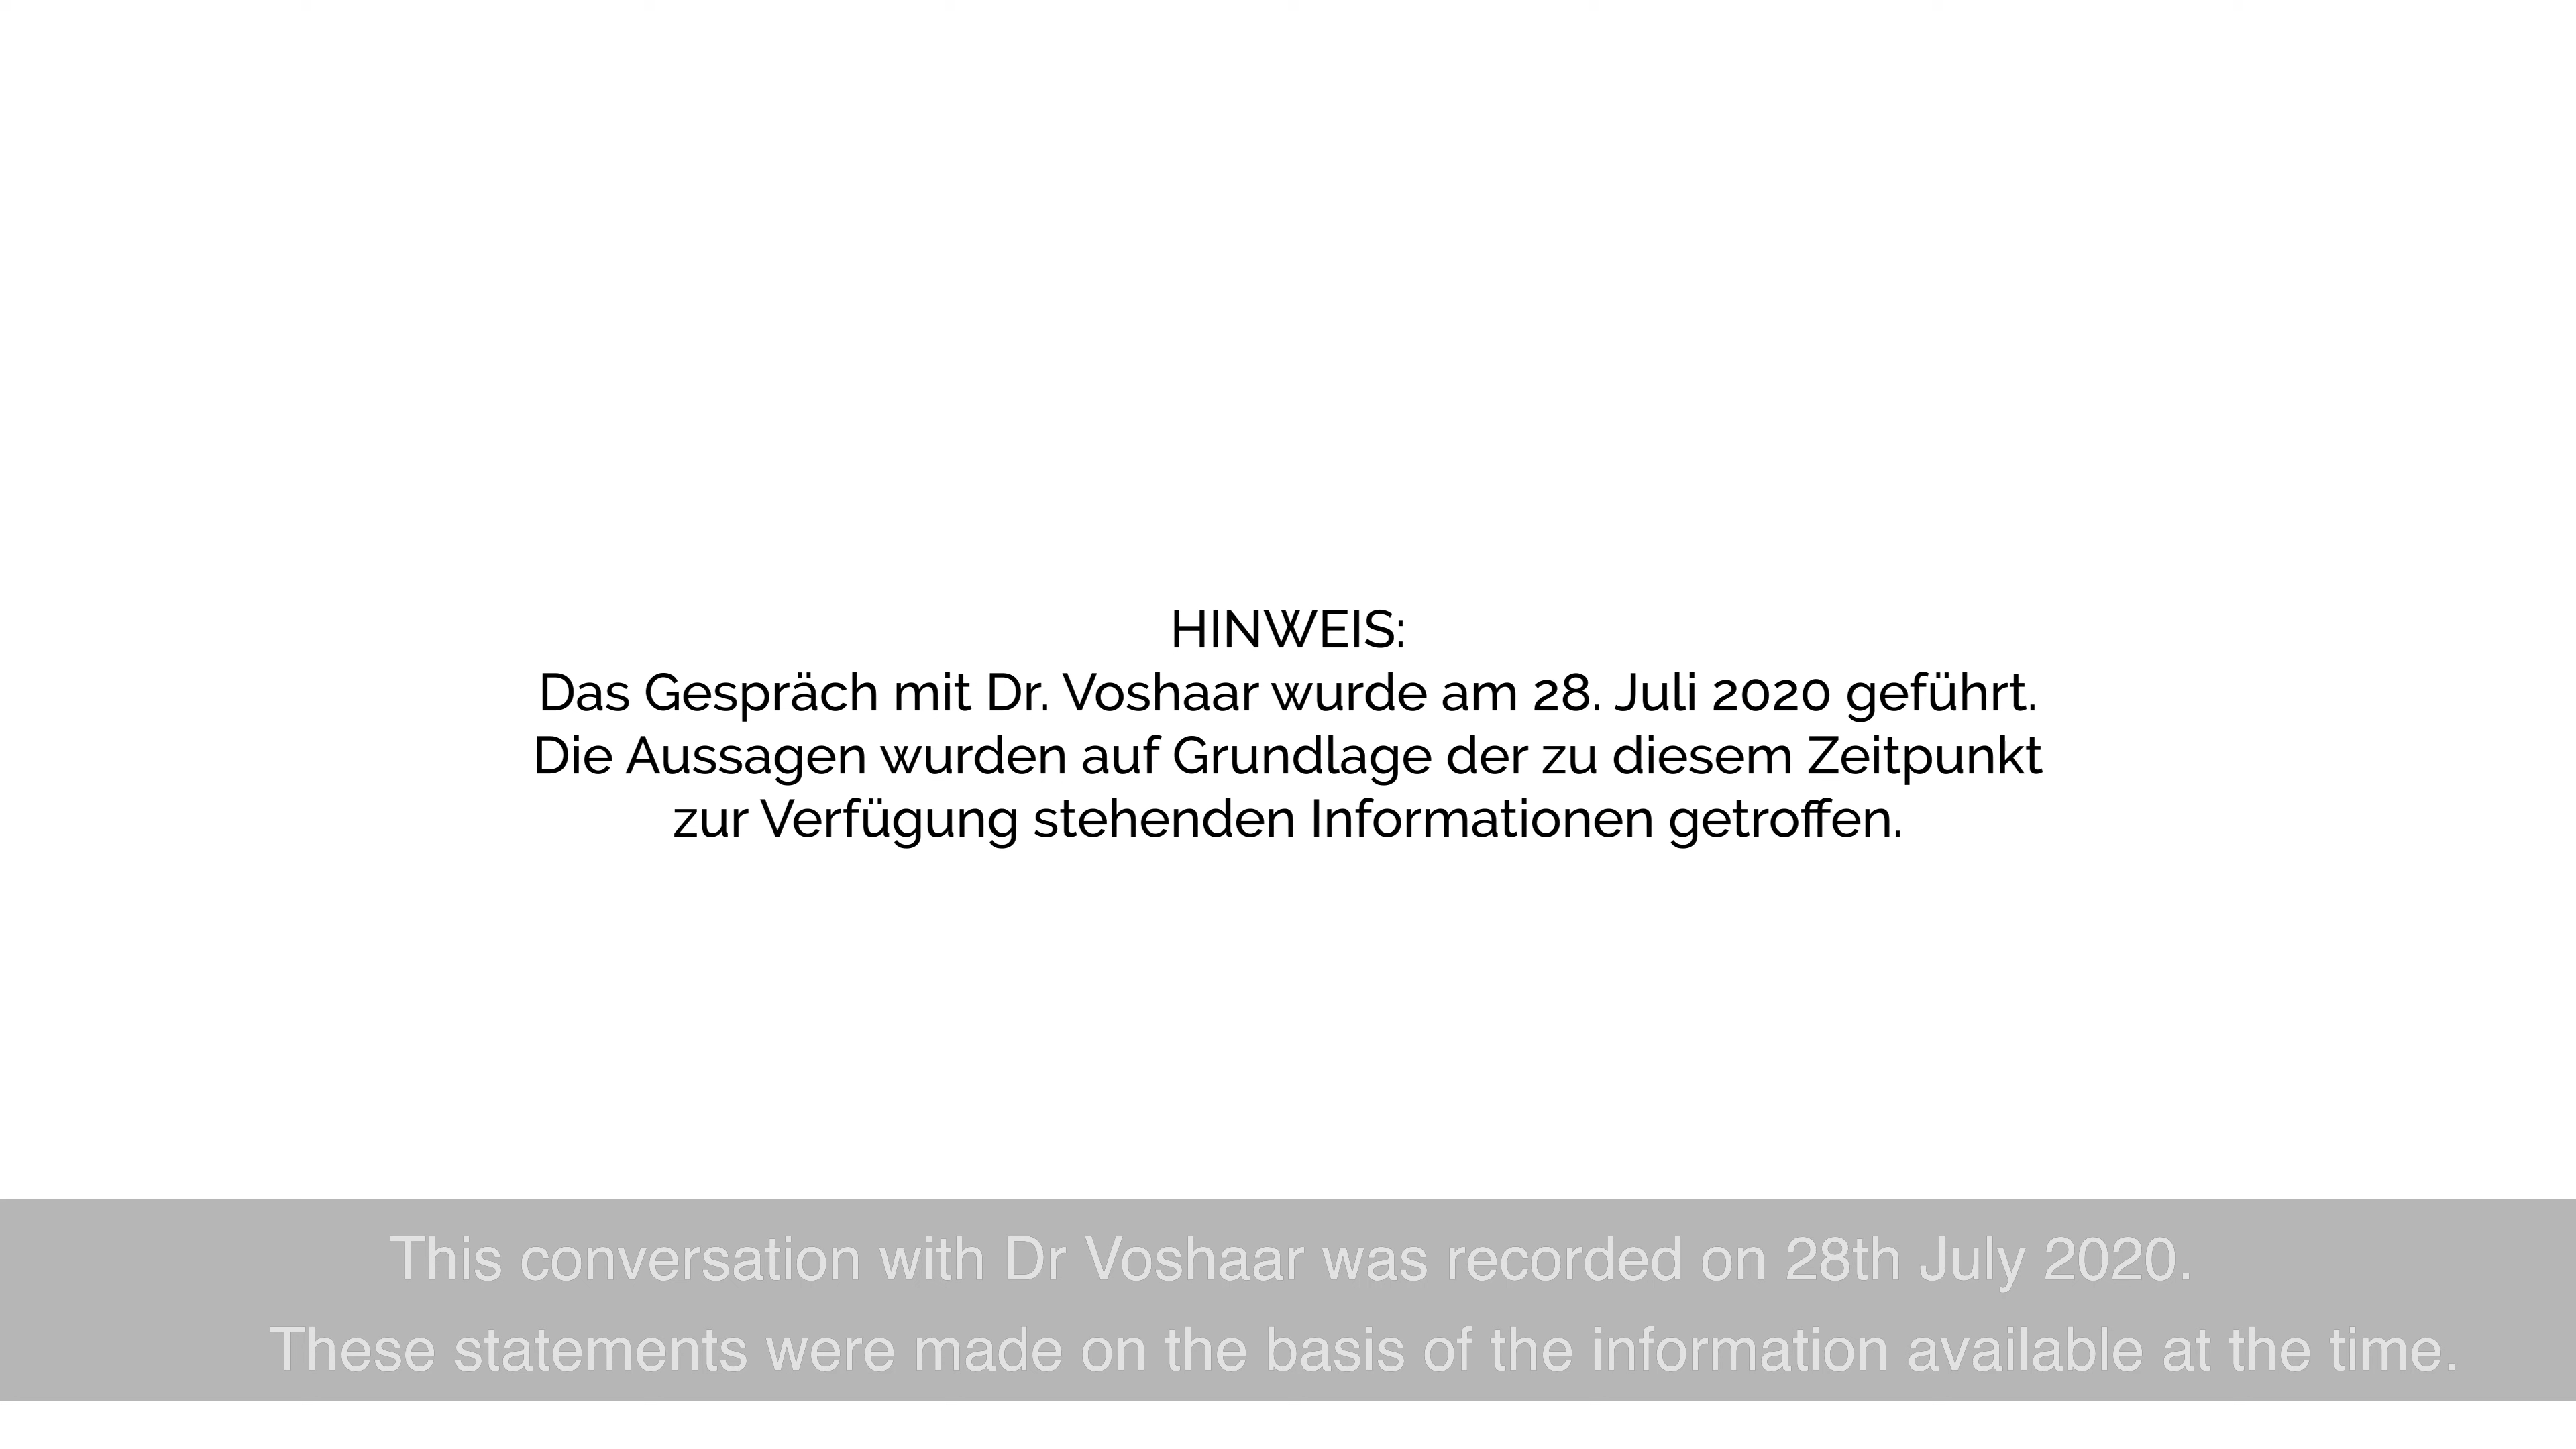 HINWEIS:
Das Gespräch mit Dr. Voshaar wurde am 28. Juli 2020 geführt.
Die Aussagen wurden auf Grundlage der zu diesem Zeitpunkt
zur Verfügung stehenden Informationen getroffen.
This conversation with Dr Voshaar was recorded on 28th July 2020.
These statements were made on the basis of the information available at the time.